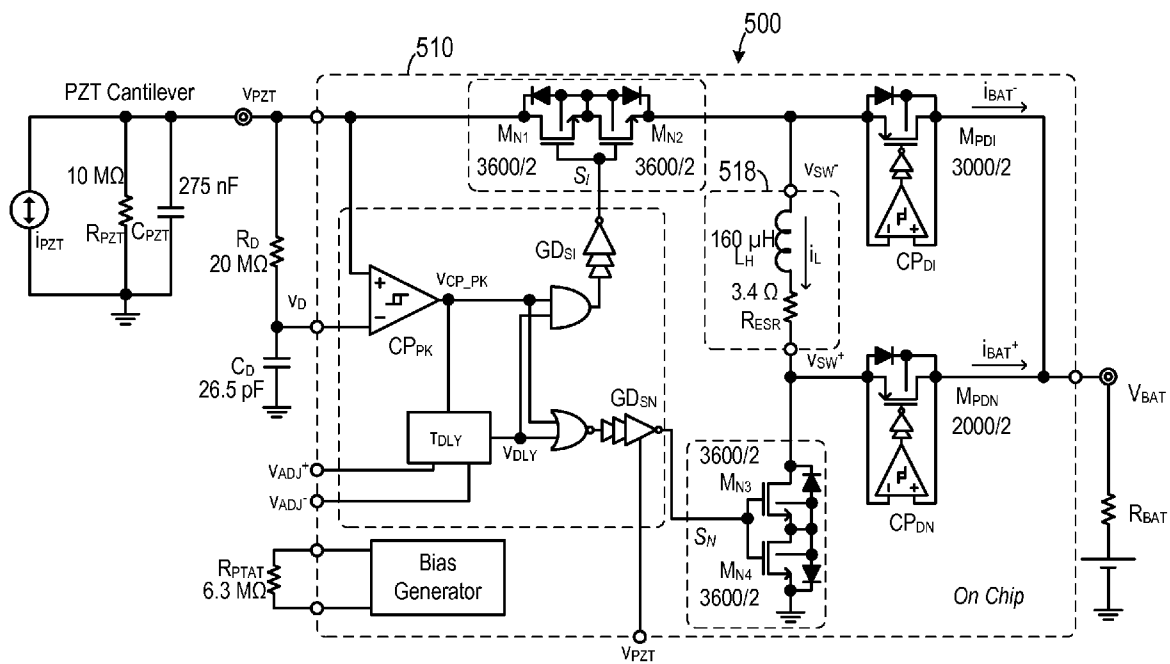 500
510
PZT Cantilever
VPZT
MN1
MN2
3600/2
3600/2
SI
iBAT-
MPDI
3000/2
CPDI
518
VSW-
10 MΩ
RPZT
275 nF
CPZT
iPZT
RD
20 MΩ
GDSI
160 µH
LH
iL
3.4 Ω
RESR
VD
+
−
CPPK
VCP_PK
VSW+
iBAT+
MPDN
2000/2
CPDN
VBAT
CD
26.5 pF
TDLY
VDLY
GDSN
VADJ+
VADJ-
3600/2
MN3
SN
MN4
3600/2
RBAT
RPTAT
6.3 MΩ
Bias
Generator
VPZT
On Chip